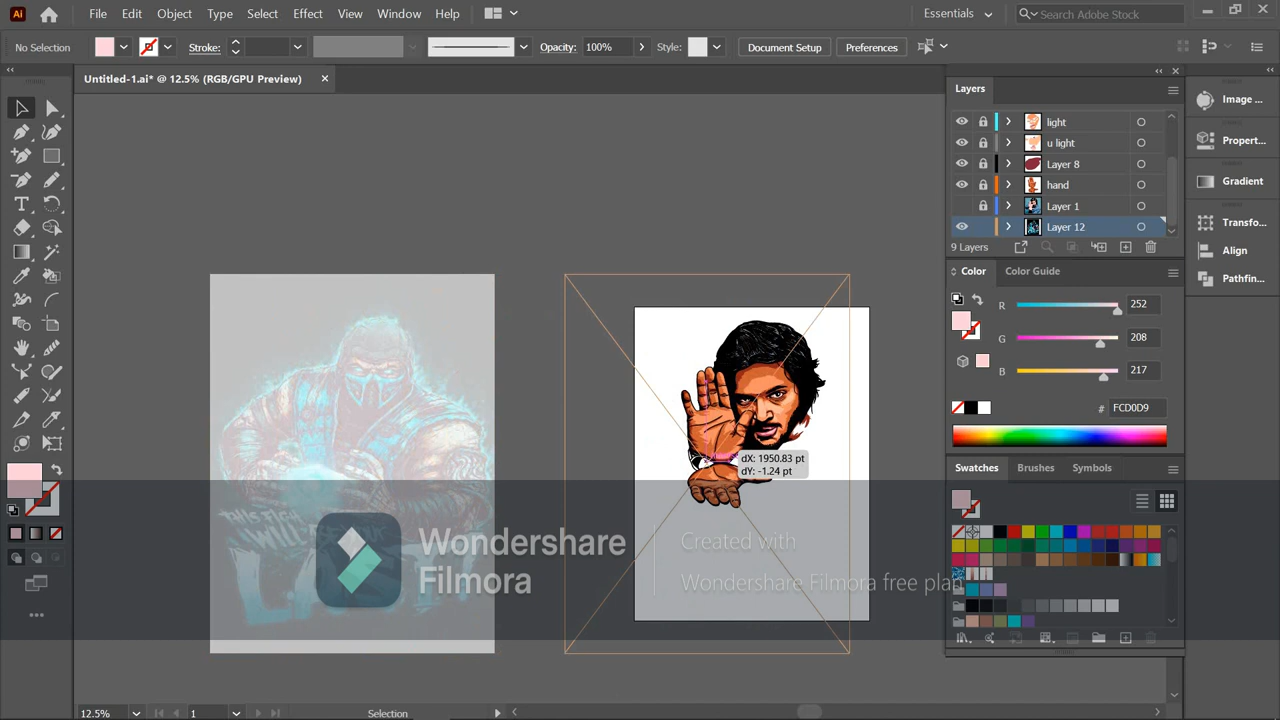 Ai File Edit Object Type Select Effect View Window Help Essentials Search Adobe Stock
No Selection Stroke: Opacity: 100% Style: Document Setup Preferences
Untitled-1.ai* @ 12.5% (RGB/GPU Preview)
Layers
light
u light
Layer 8
hand
Layer 1
Layer 12
9 Layers
Color Color Guide
R 252
G 208
B 217
# FCD0D9
Swatches Brushes Symbols
Image ...
Propert...
Gradient
Transfo...
Align
Pathfin...
dX: 1950.83 pt
dY: -1.24 pt
Wondershare
Filmora
Created with
Wondershare Filmora free plan
12.5% 1 Selection